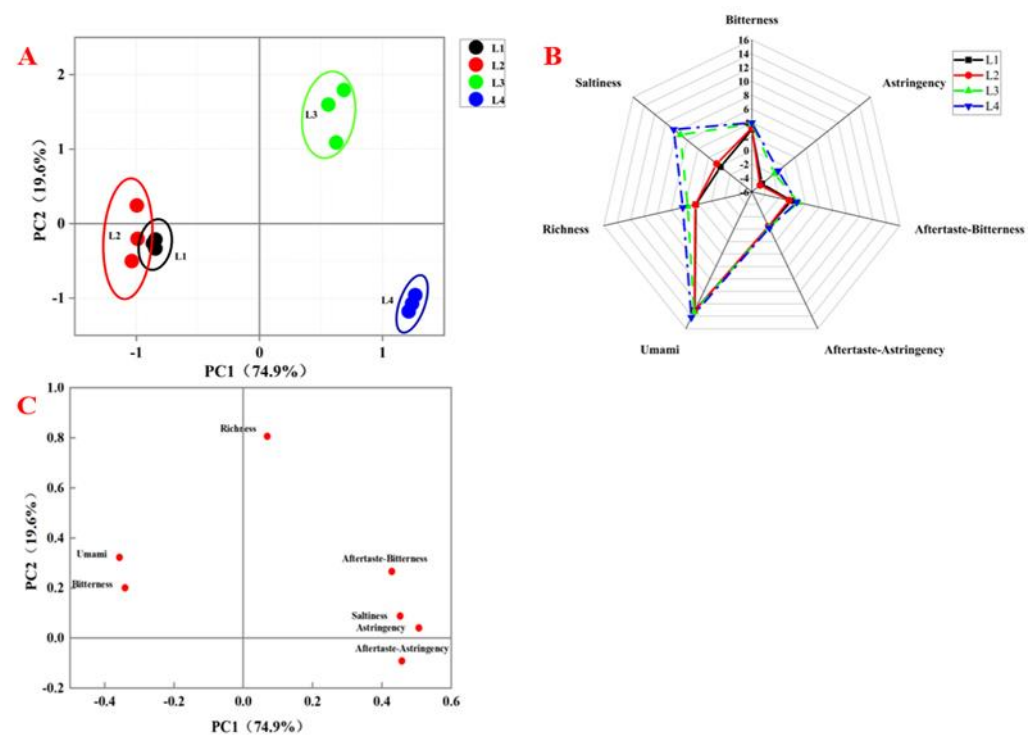 A
PC2 (19.6%)
2
1
0
-1
-1
0
1
PC1 (74.9%)
L1
L2
L3
L4
L3
L2
L1
L4
B
Bitterness
Astringency
Aftertaste-Bitterness
Aftertaste-Astringency
Umami
Richness
Saltiness
16
14
12
10
8
6
4
2
0
-2
-4
-6
L1
L2
L3
L4
C
PC2 (19.6%)
1.0
0.8
0.6
0.4
0.2
0.0
-0.2
-0.4
-0.2
0.0
0.2
0.4
0.6
PC1 (74.9%)
Richness
Umami
Bitterness
Aftertaste-Bitterness
Saltiness
Astringency
Aftertaste-Astringency